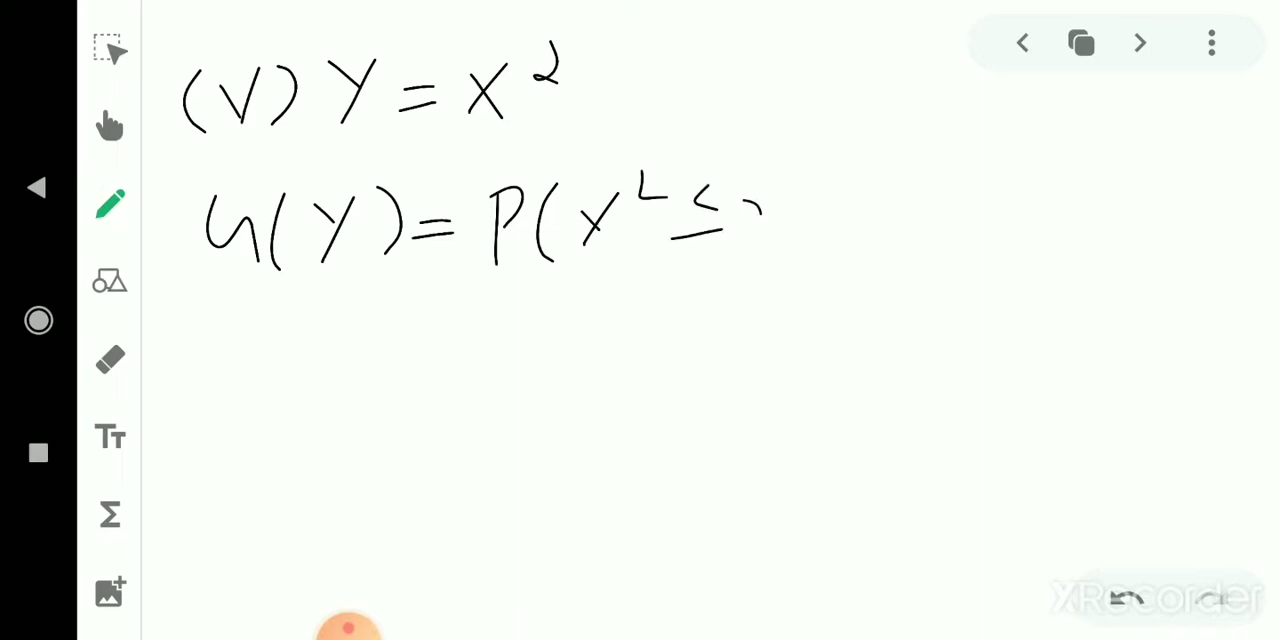 (V) Y = X²
G(Y) = P(X² ≤
XRecorder